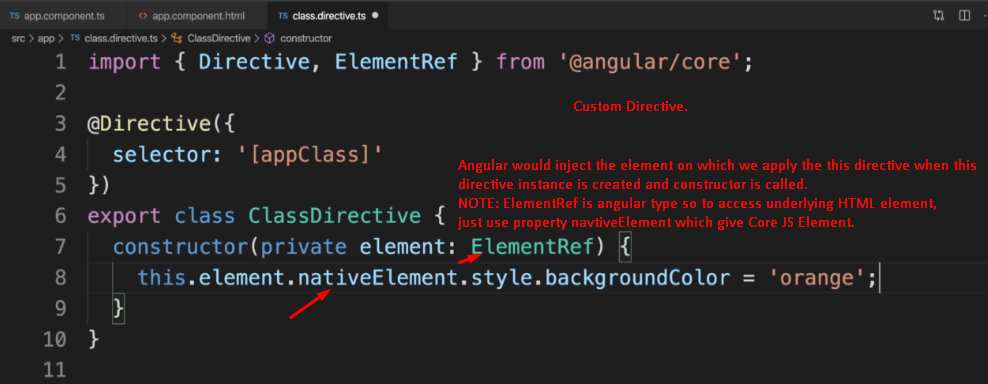 app.component.ts
app.component.html
class.directive.ts
src > app > TS class.directive.ts > ClassDirective > constructor
1 import { Directive, ElementRef } from '@angular/core';
2
Custom Directive.
3 @Directive({
4 selector: '[appClass]'
5 })
Angular would inject the element on which we apply the this directive when this
directive instance is created and constructor is called.
NOTE: ElementRef is angular type so to access underlying HTML element,
just use property navtiveElement which give Core JS Element.
6 export class ClassDirective {
7 constructor(private element: ElementRef) {
8 this.element.nativeElement.style.backgroundColor = 'orange';
9 }
10 }
11